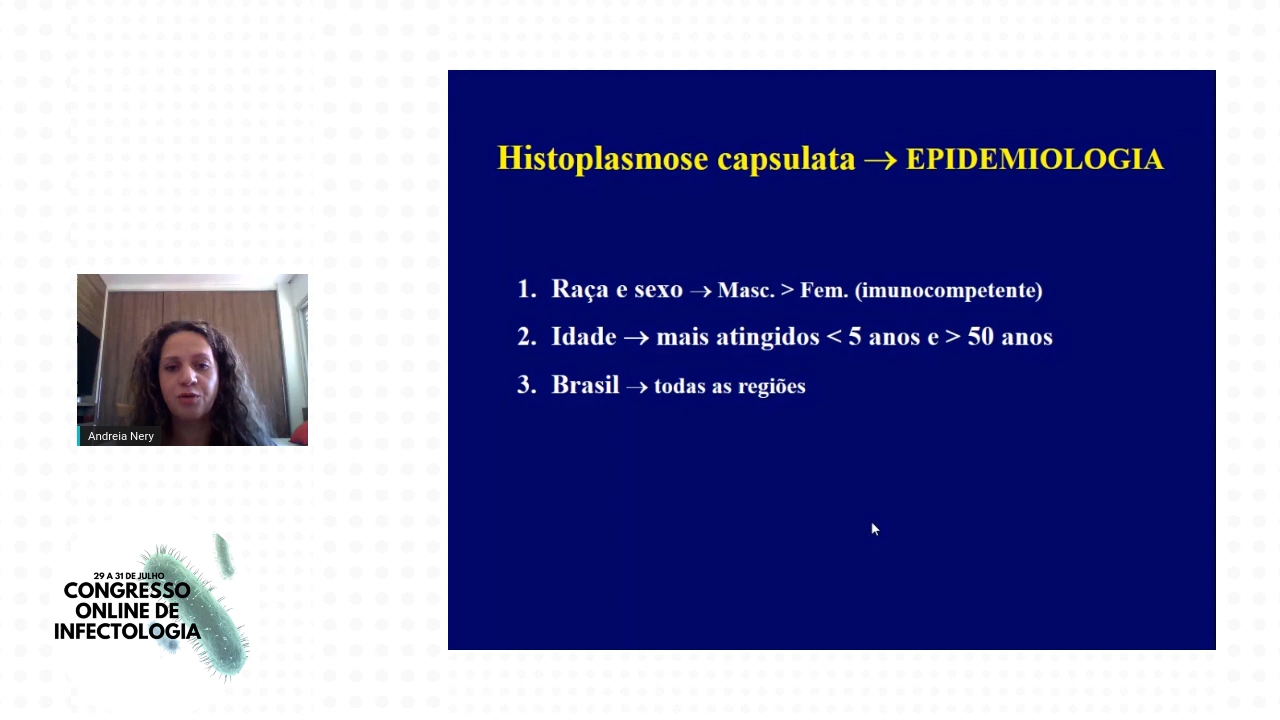 Histoplasmose capsulata → EPIDEMIOLOGIA
1. Raça e sexo → Masc. > Fem. (imunocompetente)
2. Idade → mais atingidos < 5 anos e > 50 anos
3. Brasil → todas as regiões
Andreia Nery
29 A 31 DE JULHO
CONGRESSO
ONLINE DE
INFECTOLOGIA